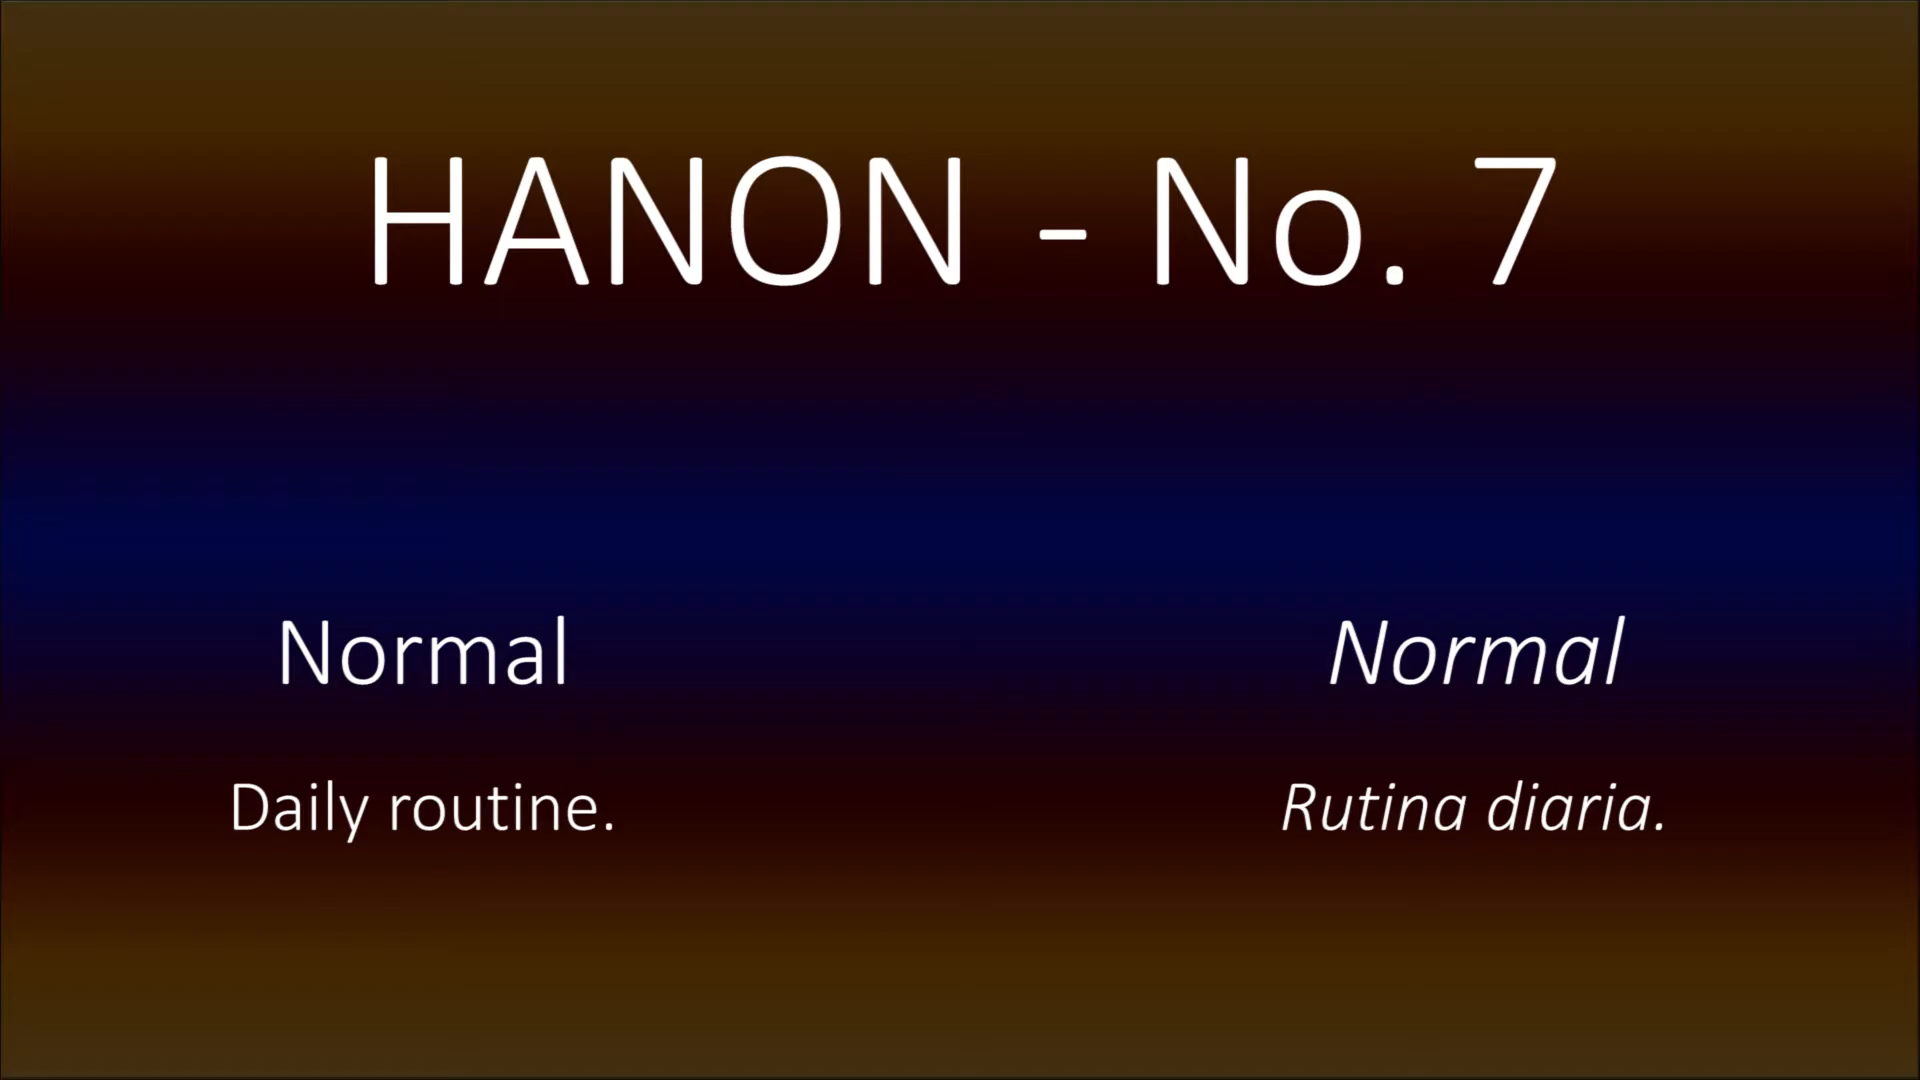 HANON - No. 7
Normal
Normal
Daily routine.
Rutina diaria.